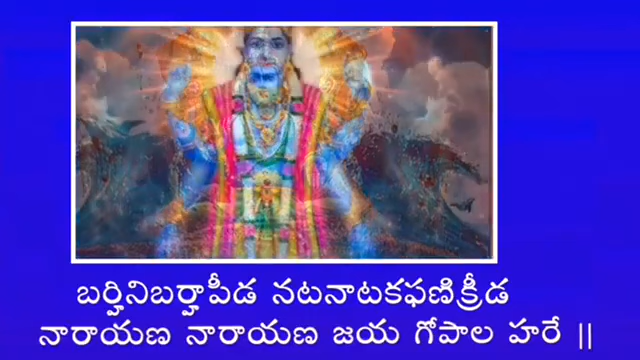 బర్హినిబర్హాపీడ నటనాటకఫణిక్రీడ
నారాయణ నారాయణ జయ గోపాల హరే ||